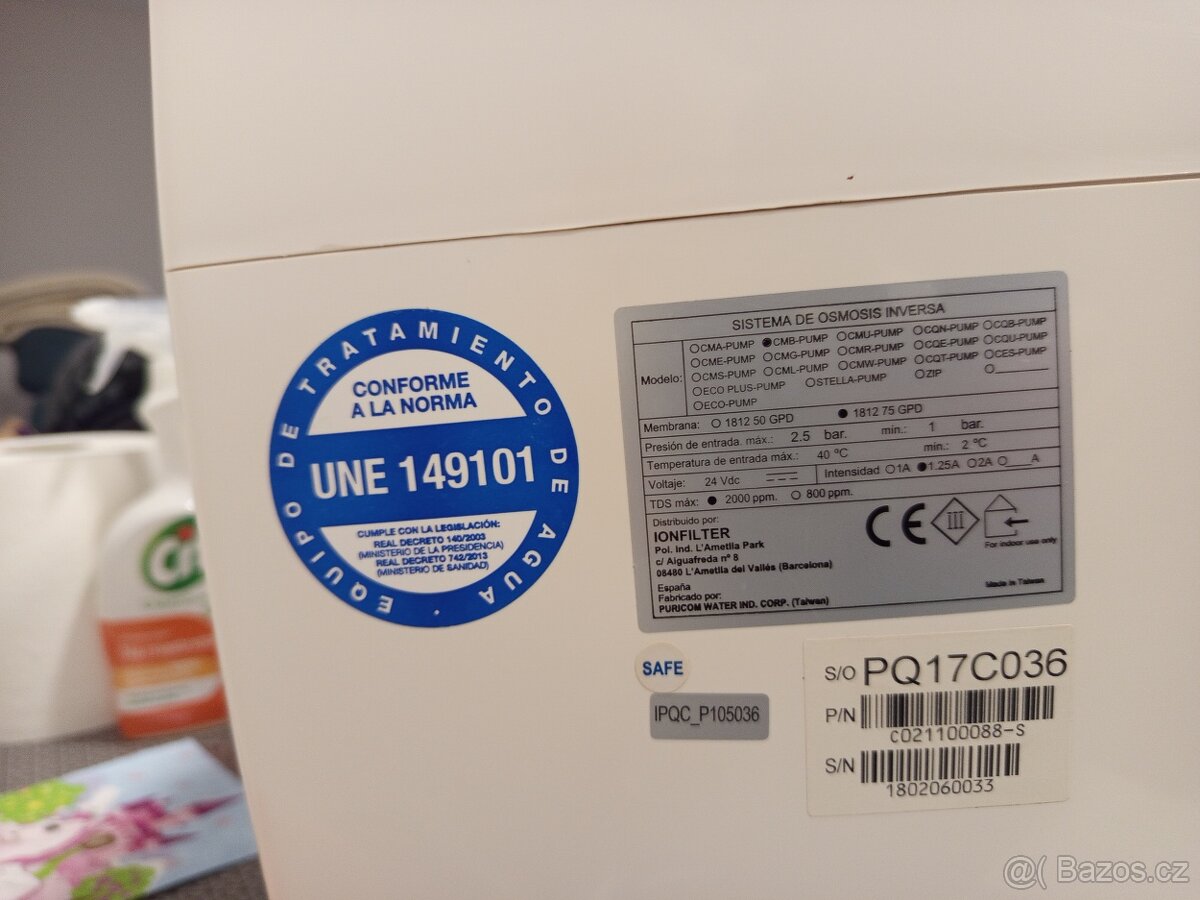 EQUIPO DE TRATAMIENTO DE AGUA ·
CONFORME
A LA NORMA
UNE 149101
CUMPLE CON LA LEGISLACIÓN:
REAL DECRETO 140/2003
(MINISTERIO DE LA PRESIDENCIA)
REAL DECRETO 742/2013
(MINISTERIO DE SANIDAD)
SISTEMA DE OSMOSIS INVERSA
Modelo:
○CMA-PUMP ●CMB-PUMP ○CMU-PUMP ○CQN-PUMP ○CQB-PUMP
○CME-PUMP ○CMG-PUMP ○CMR-PUMP ○CQE-PUMP ○CQU-PUMP
○CMS-PUMP ○CML-PUMP ○CMW-PUMP ○CQT-PUMP ○CES-PUMP
○ECO PLUS-PUMP ○STELLA-PUMP ○ZIP ○______
○ECO-PUMP
Membrana: ○ 1812 50 GPD ● 1812 75 GPD
Presión de entrada. máx.: 2.5 bar. mín.: 1 bar.
Temperatura de entrada máx.: 40 ºC mín.: 2 ºC
Voltaje: 24 Vdc Intensidad ○1A ●1.25A ○2A ○___A
TDS máx: ● 2000 ppm. ○ 800 ppm.
Distribuido por:
IONFILTER
Pol. Ind. L'Ametlla Park
c/ Aiguafreda nº 8
08480 L'Ametlla del Vallés (Barcelona)
España
Fabricado por:
PURICOM WATER IND. CORP. (Taiwan)
CE III
For indoor use only
Made in Taiwan
SAFE
IPQC_P105036
S/O PQ17C036
P/N
C021100088-S
S/N
1802060033
Cif
@( Bazos.cz